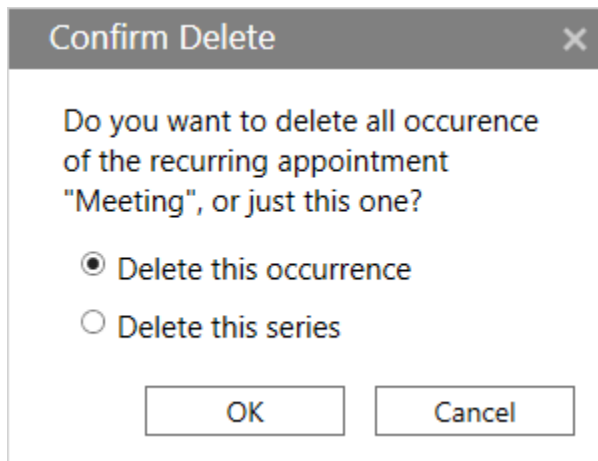 Confirm Delete
Do you want to delete all occurence
of the recurring appointment
"Meeting", or just this one?
Delete this occurrence
Delete this series
OK Cancel